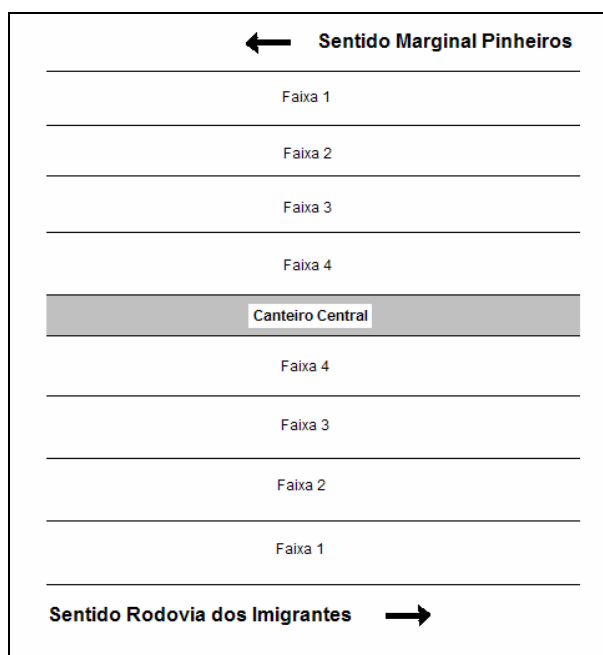 Sentido Marginal Pinheiros
Faixa 1
Faixa 2
Faixa 3
Faixa 4
Canteiro Central
Faixa 4
Faixa 3
Faixa 2
Faixa 1
Sentido Rodovia dos Imigrantes